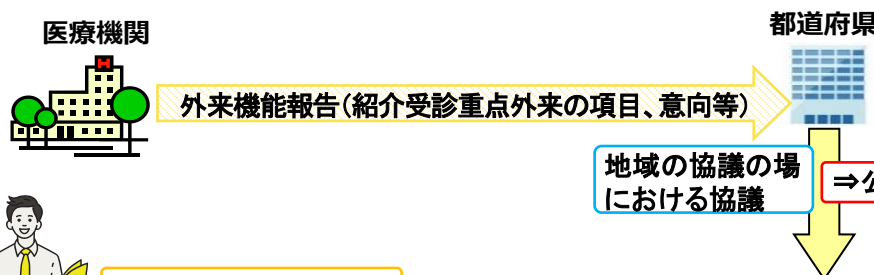 医療機関
都道府県
外来機能報告（紹介受診重点外来の項目、意向等）
地域の協議の場
における協議
⇒公